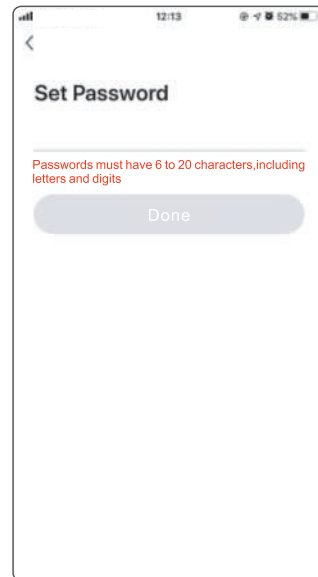 12:13
52%
Set Password
Passwords must have 6 to 20 characters,including
letters and digits
Done